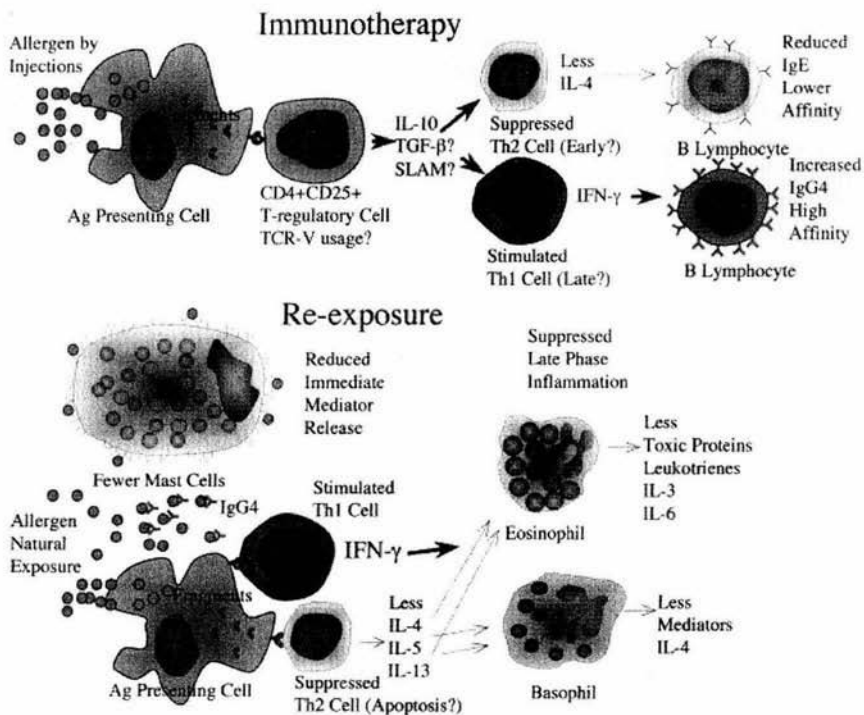 Immunotherapy
Allergen by
Injections
Ag Presenting Cell
CD4+CD25+
T-regulatory Cell
TCR-V usage?
IL-10
TGF-β?
SLAM?
Suppressed
Th2 Cell (Early?)
Less
IL-4
Reduced
IgE
Lower
Affinity
B Lymphocyte
Stimulated
Th1 Cell (Late?)
IFN-γ
Increased
IgG4
High
Affinity
B Lymphocyte
Re-exposure
Reduced
Immediate
Mediator
Release
Fewer Mast Cells
Suppressed
Late Phase
Inflammation
Less
Toxic Proteins
Leukotrienes
IL-3
IL-6
Eosinophil
Allergen
Natural
Exposure
IgG4
Stimulated
Th1 Cell
IFN-γ
Fragments
Ag Presenting Cell
Suppressed
Th2 Cell (Apoptosis?)
Less
IL-4
IL-5
IL-13
Less
Mediators
IL-4
Basophil